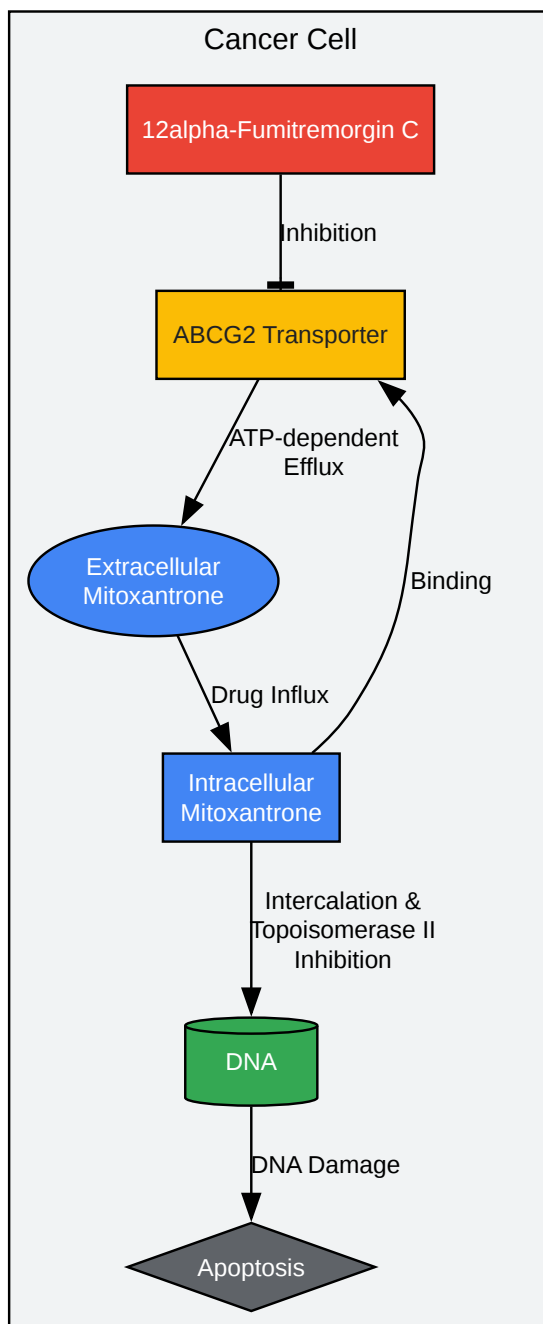 Cancer Cell
12alpha-Fumitremorgin C
Inhibition
ABCG2 Transporter
ATP-dependent
Efflux
Extracellular
Mitoxantrone
Binding
Drug Influx
Intracellular
Mitoxantrone
Intercalation &
Topoisomerase II
Inhibition
DNA
DNA Damage
Apoptosis